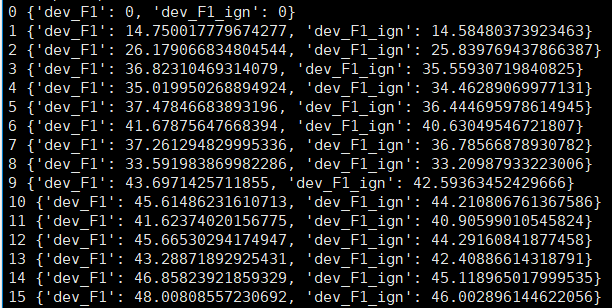 0 {'dev_F1': 0, 'dev_F1_ign': 0}
1 {'dev_F1': 14.750017779674277, 'dev_F1_ign': 14.58480373923463}
2 {'dev_F1': 26.179066834804544, 'dev_F1_ign': 25.839769437866387}
3 {'dev_F1': 36.82310469314079, 'dev_F1_ign': 35.55930719840825}
4 {'dev_F1': 35.019950268894924, 'dev_F1_ign': 34.46289069977131}
5 {'dev_F1': 37.47846683893196, 'dev_F1_ign': 36.444695978614945}
6 {'dev_F1': 41.67875647668394, 'dev_F1_ign': 40.63049546721807}
7 {'dev_F1': 37.261294829995336, 'dev_F1_ign': 36.78566878930782}
8 {'dev_F1': 33.591983869982286, 'dev_F1_ign': 33.20987933223006}
9 {'dev_F1': 43.6971425711855, 'dev_F1_ign': 42.59363452429666}
10 {'dev_F1': 45.61486231610713, 'dev_F1_ign': 44.210806761367586}
11 {'dev_F1': 41.62374020156775, 'dev_F1_ign': 40.90599010545824}
12 {'dev_F1': 45.66530294174947, 'dev_F1_ign': 44.29160841877458}
13 {'dev_F1': 43.28871892925431, 'dev_F1_ign': 42.40886614318791}
14 {'dev_F1': 46.85823921859329, 'dev_F1_ign': 45.118965017999535}
15 {'dev_F1': 48.00808557230692, 'dev_F1_ign': 46.002896144622056}